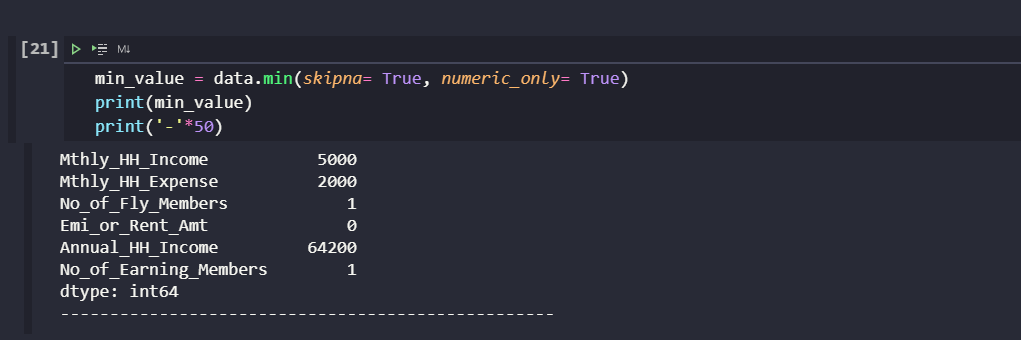 [21] M↓
min_value = data.min(skipna= True, numeric_only= True)
print(min_value)
print('-'*50)
Mthly_HH_Income 5000
Mthly_HH_Expense 2000
No_of_Fly_Members 1
Emi_or_Rent_Amt 0
Annual_HH_Income 64200
No_of_Earning_Members 1
dtype: int64
--------------------------------------------------